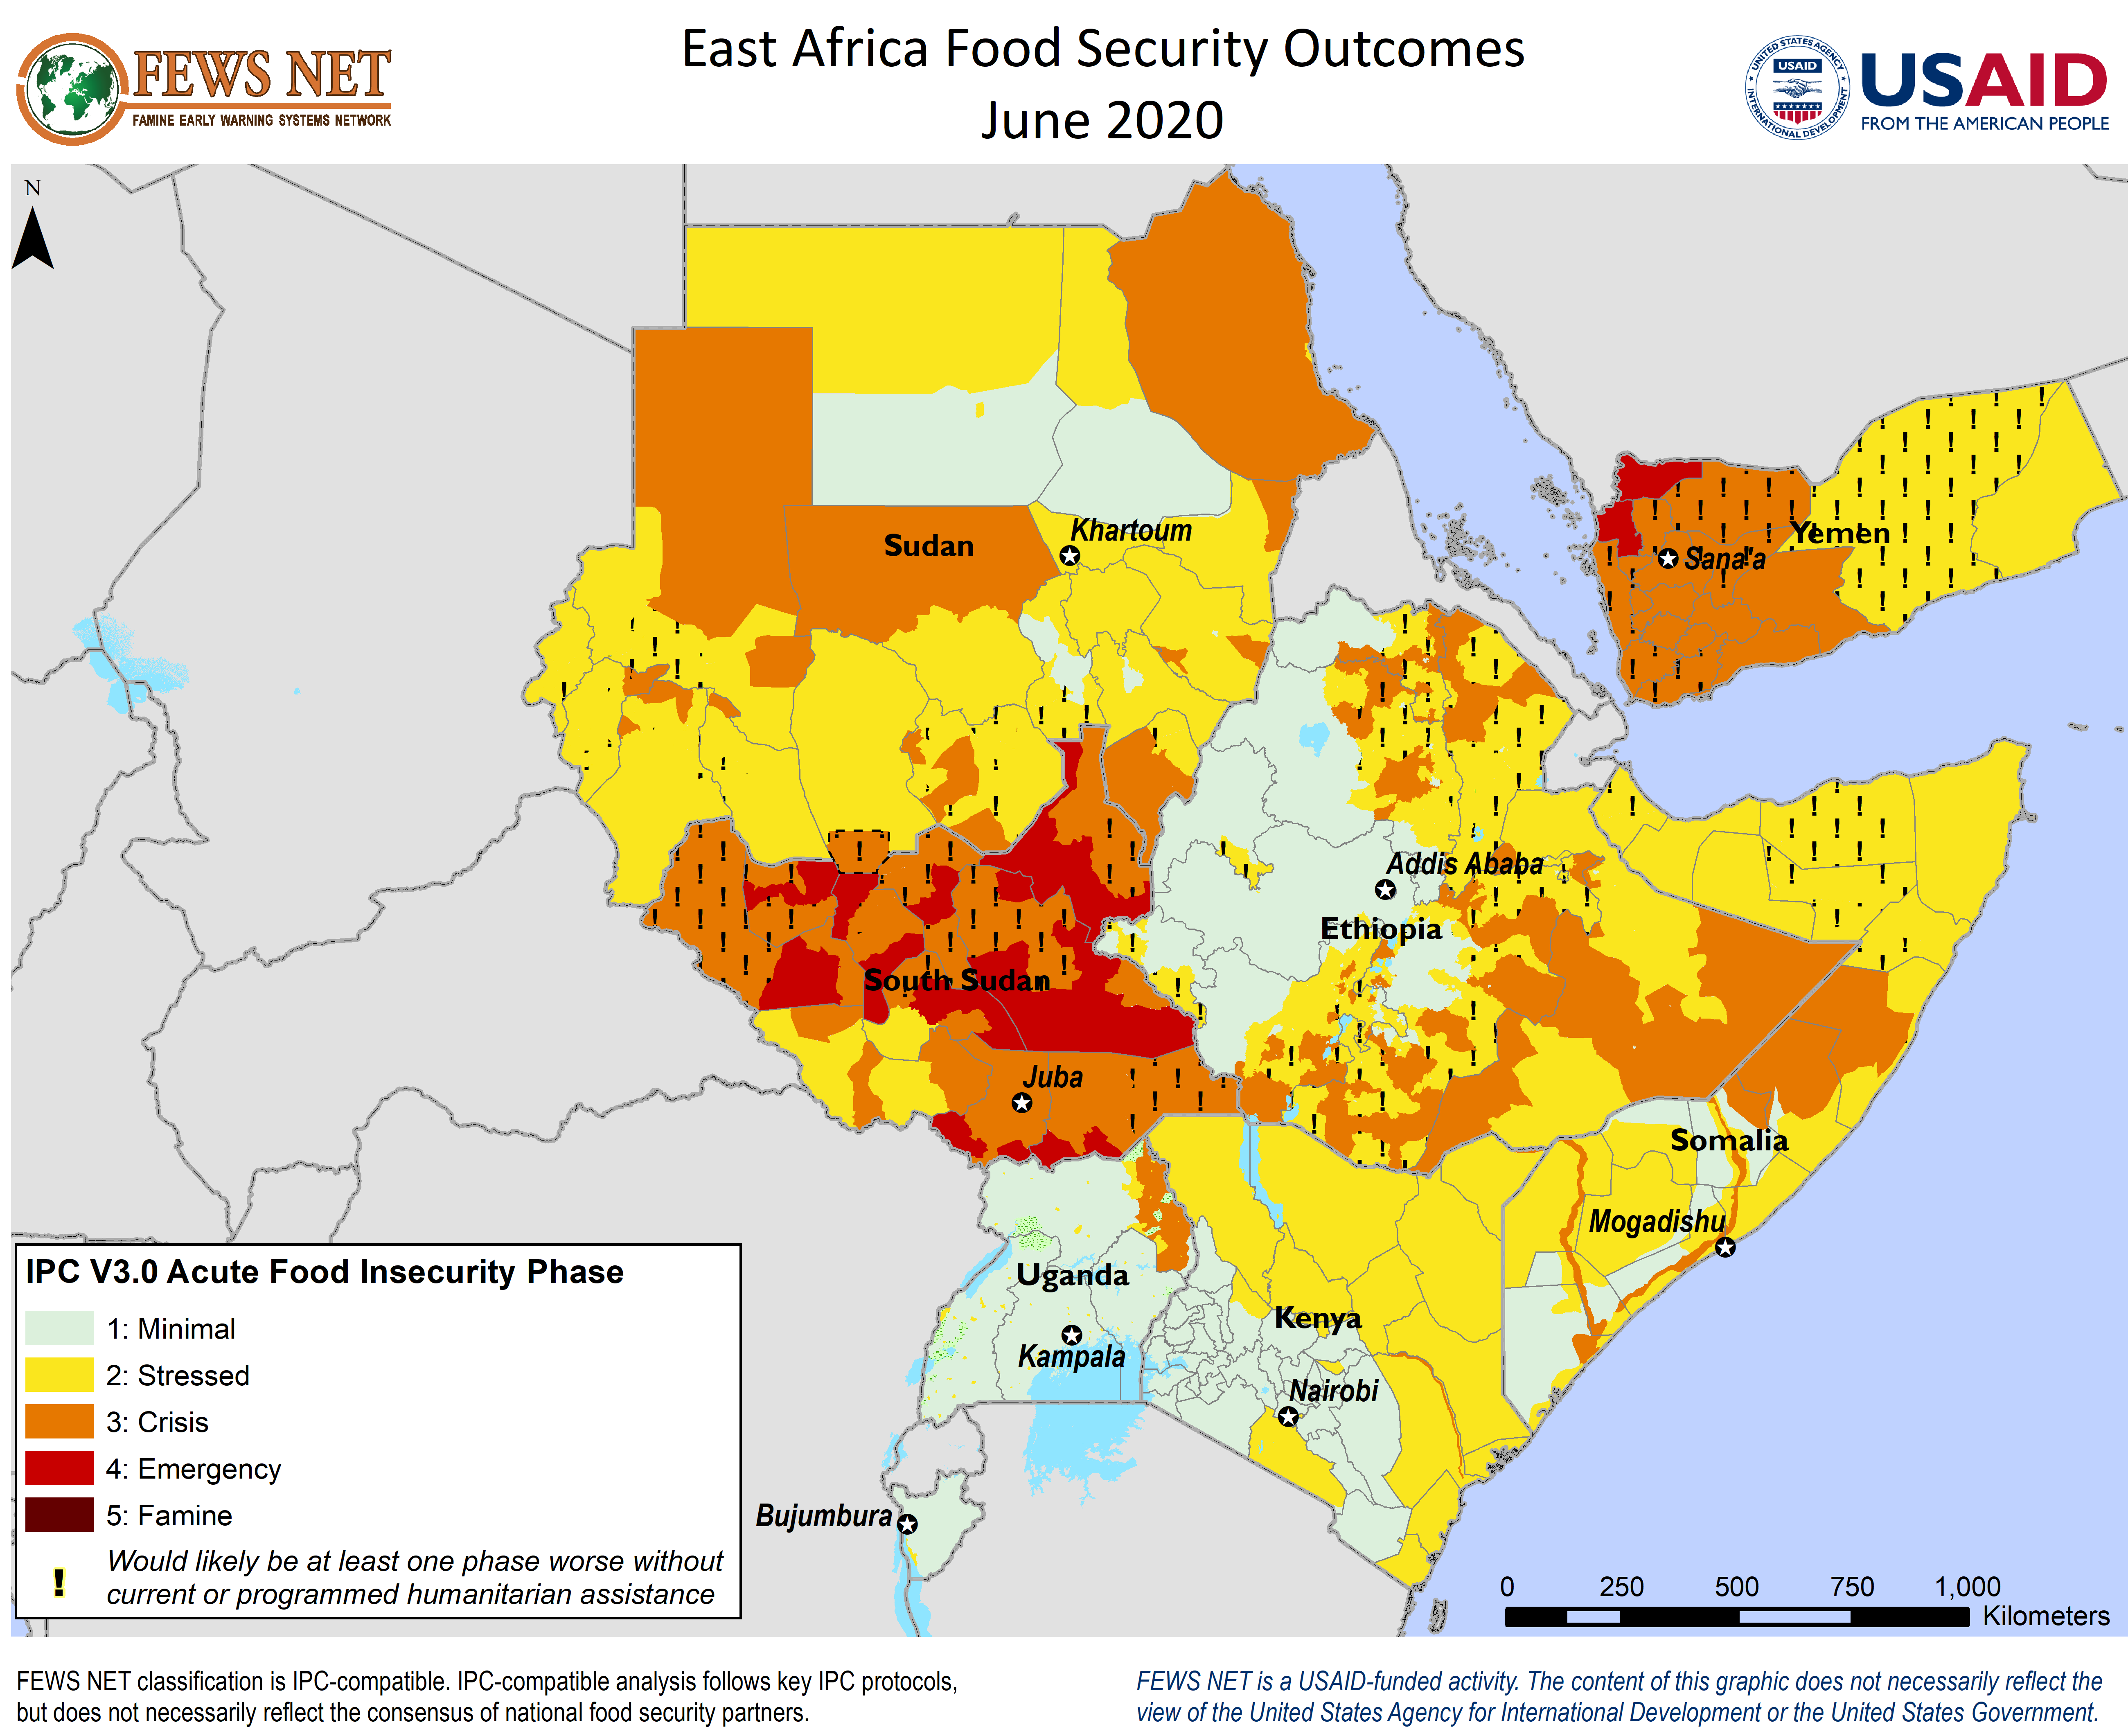 FEWS NET
FAMINE EARLY WARNING SYSTEMS NETWORK
East Africa Food Security Outcomes
June 2020
UNITED STATES AGENCY
USAID
INTERNATIONAL DEVELOPMENT
USAID
FROM THE AMERICAN PEOPLE
N
Khartoum
Sudan
Yemen
Sana'a
Addis Ababa
Ethiopia
South Sudan
Juba
Somalia
Mogadishu
Uganda
Kenya
Kampala
Nairobi
Bujumbura
IPC V3.0 Acute Food Insecurity Phase
1: Minimal
2: Stressed
3: Crisis
4: Emergency
5: Famine
! Would likely be at least one phase worse without
current or programmed humanitarian assistance
0 250 500 750 1,000
Kilometers
FEWS NET classification is IPC-compatible. IPC-compatible analysis follows key IPC protocols,
but does not necessarily reflect the consensus of national food security partners.
FEWS NET is a USAID-funded activity. The content of this graphic does not necessarily reflect the
view of the United States Agency for International Development or the United States Government.